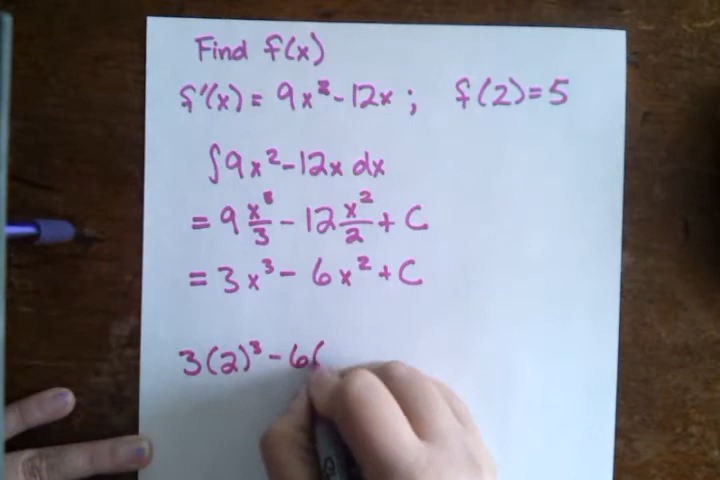 Find f(x)
f'(x) = 9x² - 12x ; f(2) = 5
∫9x² - 12x dx
= 9 x³/3 - 12 x²/2 + C
= 3x³ - 6x² + C
3(2)³ - 6(